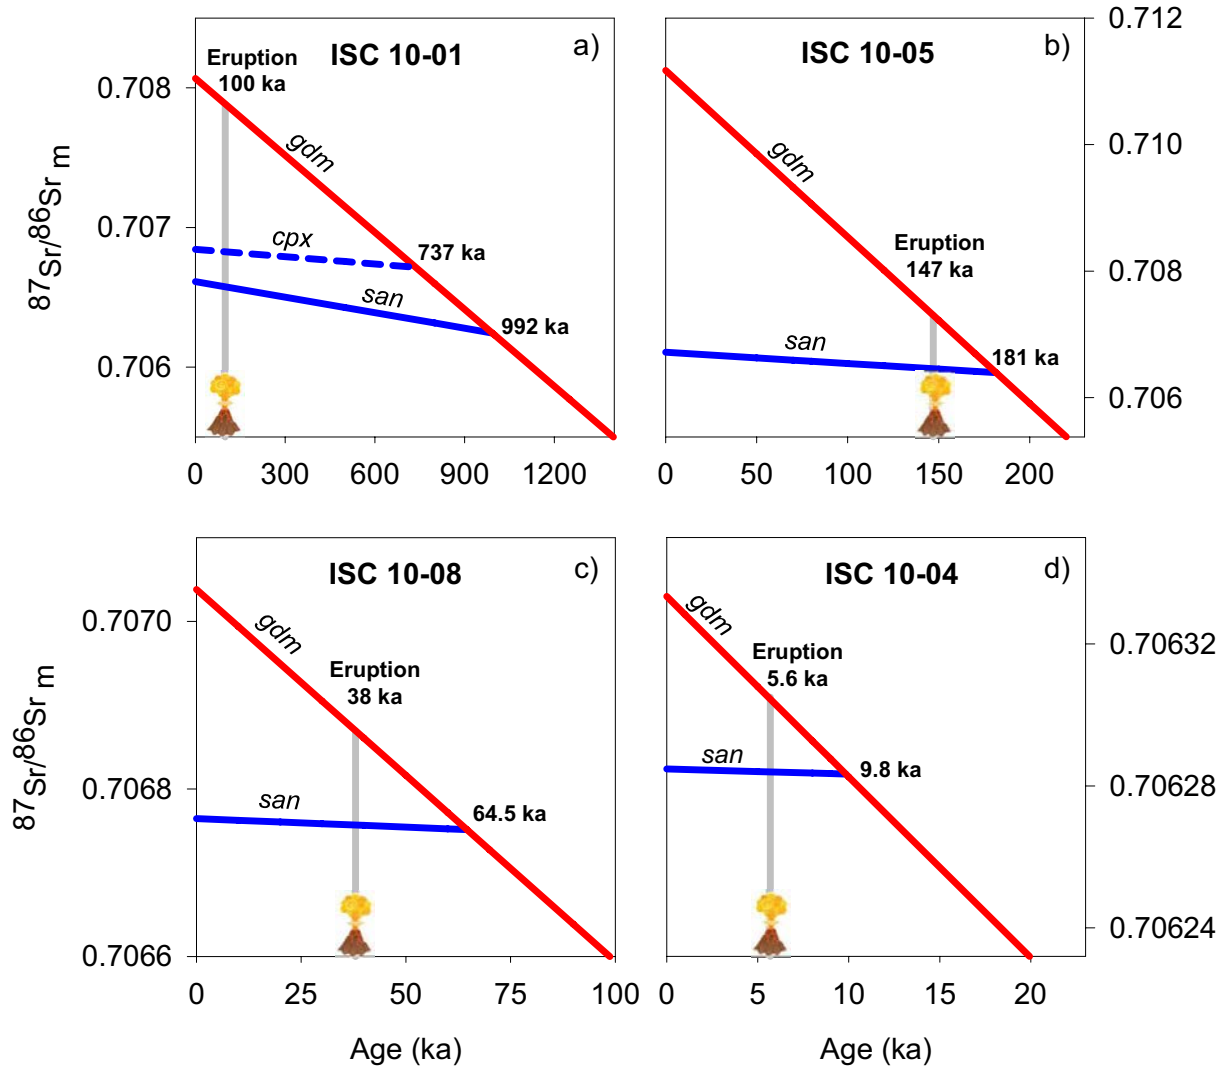 ISC 10-01
a)
Eruption
100 ka
gdm
cpx
737 ka
san
992 ka
0.708
0.707
0.706
87Sr/86Sr m
0 300 600 900 1200
ISC 10-05
b)
gdm
Eruption
147 ka
san
181 ka
0.712
0.710
0.708
0.706
0 50 100 150 200
ISC 10-08
c)
gdm
Eruption
38 ka
san
64.5 ka
0.7070
0.7068
0.7066
87Sr/86Sr m
0 25 50 75 100
Age (ka)
ISC 10-04
d)
gdm
Eruption
5.6 ka
san
9.8 ka
0.70632
0.70628
0.70624
0 5 10 15 20
Age (ka)